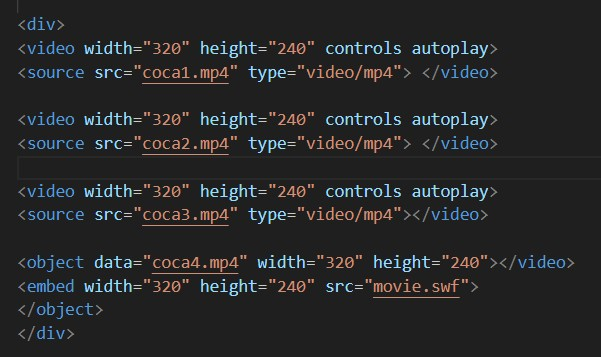 <div>
<video width="320" height="240" controls autoplay>
<source src="coca1.mp4" type="video/mp4"> </video>
<video width="320" height="240" controls autoplay>
<source src="coca2.mp4" type="video/mp4"> </video>
<video width="320" height="240" controls autoplay>
<source src="coca3.mp4" type="video/mp4"></video>
<object data="coca4.mp4" width="320" height="240"></video>
<embed width="320" height="240" src="movie.swf">
</object>
</div>